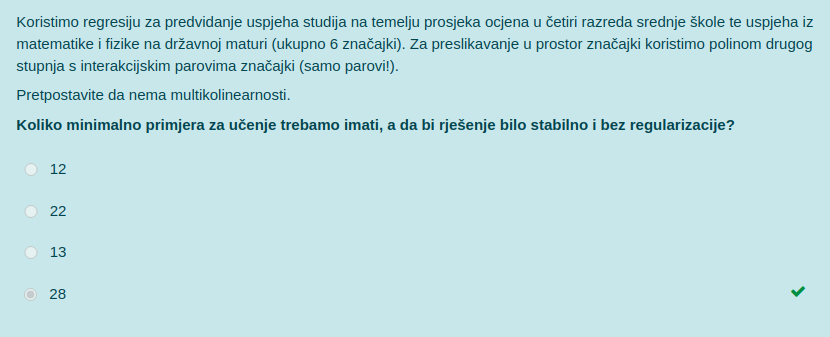 Koristimo regresiju za predviđanje uspjeha studija na temelju prosjeka ocjena u četiri razreda srednje škole te uspjeha iz
matematike i fizike na državnoj maturi (ukupno 6 značajki). Za preslikavanje u prostor značajki koristimo polinom drugog
stupnja s interakcijskim parovima značajki (samo parovi!).
Pretpostavite da nema multikolinearnosti.
Koliko minimalno primjera za učenje trebamo imati, a da bi rješenje bilo stabilno i bez regularizacije?
12
22
13
28